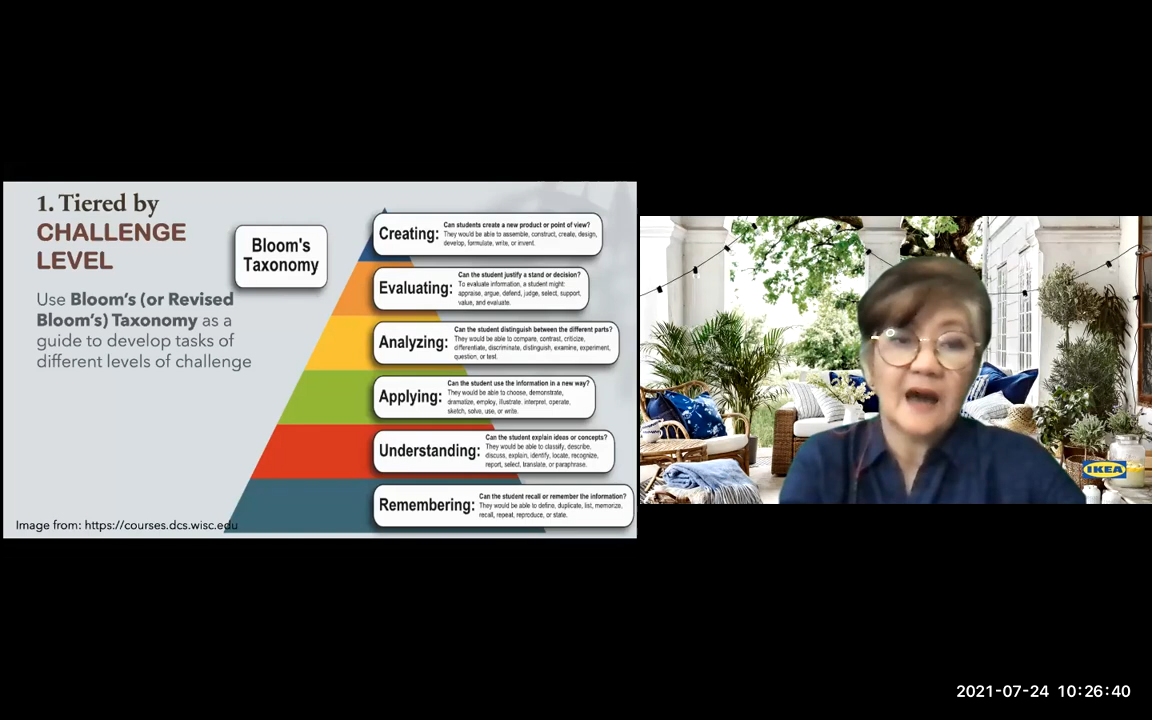 1. Tiered by
CHALLENGE
LEVEL
Use Bloom's (or Revised
Bloom's) Taxonomy as a
guide to develop tasks of
different levels of challenge
Bloom's
Taxonomy
Creating:
Can students create a new product or point of view?
They would be able to assemble, construct, create, design,
develop, formulate, write, or invent.
Evaluating:
Can the student justify a stand or decision?
To evaluate information, a student might:
appraise, argue, defend, judge, select, support,
value, and evaluate.
Analyzing:
Can the student distinguish between the different parts?
They would be able to compare, contrast, criticize,
differentiate, discriminate, distinguish, examine, experiment,
question, or test.
Applying:
Can the student use the information in a new way?
They would be able to choose, demonstrate,
dramatize, employ, illustrate. interpret, operate,
sketch, solve, use, or write.
Understanding:
Can the student explain ideas or concepts?
They would be able to classify, describe,
discuss, explain, identify, locate, recognize,
report, select, translate, or paraphrase.
Remembering:
Can the student recall or remember the information?
They would be able to define, duplicate, list, memorize,
recall, repeat, reproduce, or state.
Image from: https://courses.dcs.wisc.edu
IKEA
2021-07-24 10:26:40